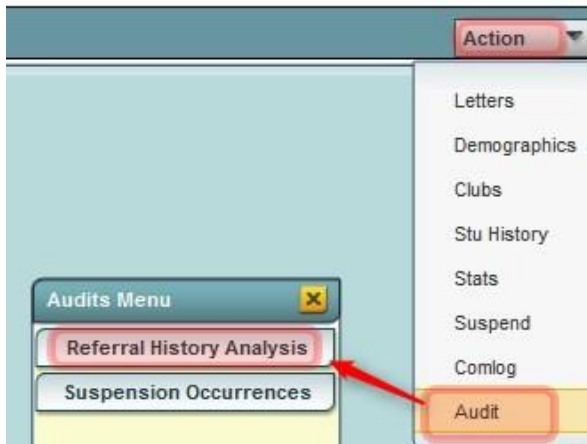 Action
Letters
Demographics
Clubs
Stu History
Stats
Suspend
Comlog
Audit
Audits Menu
Referral History Analysis
Suspension Occurrences